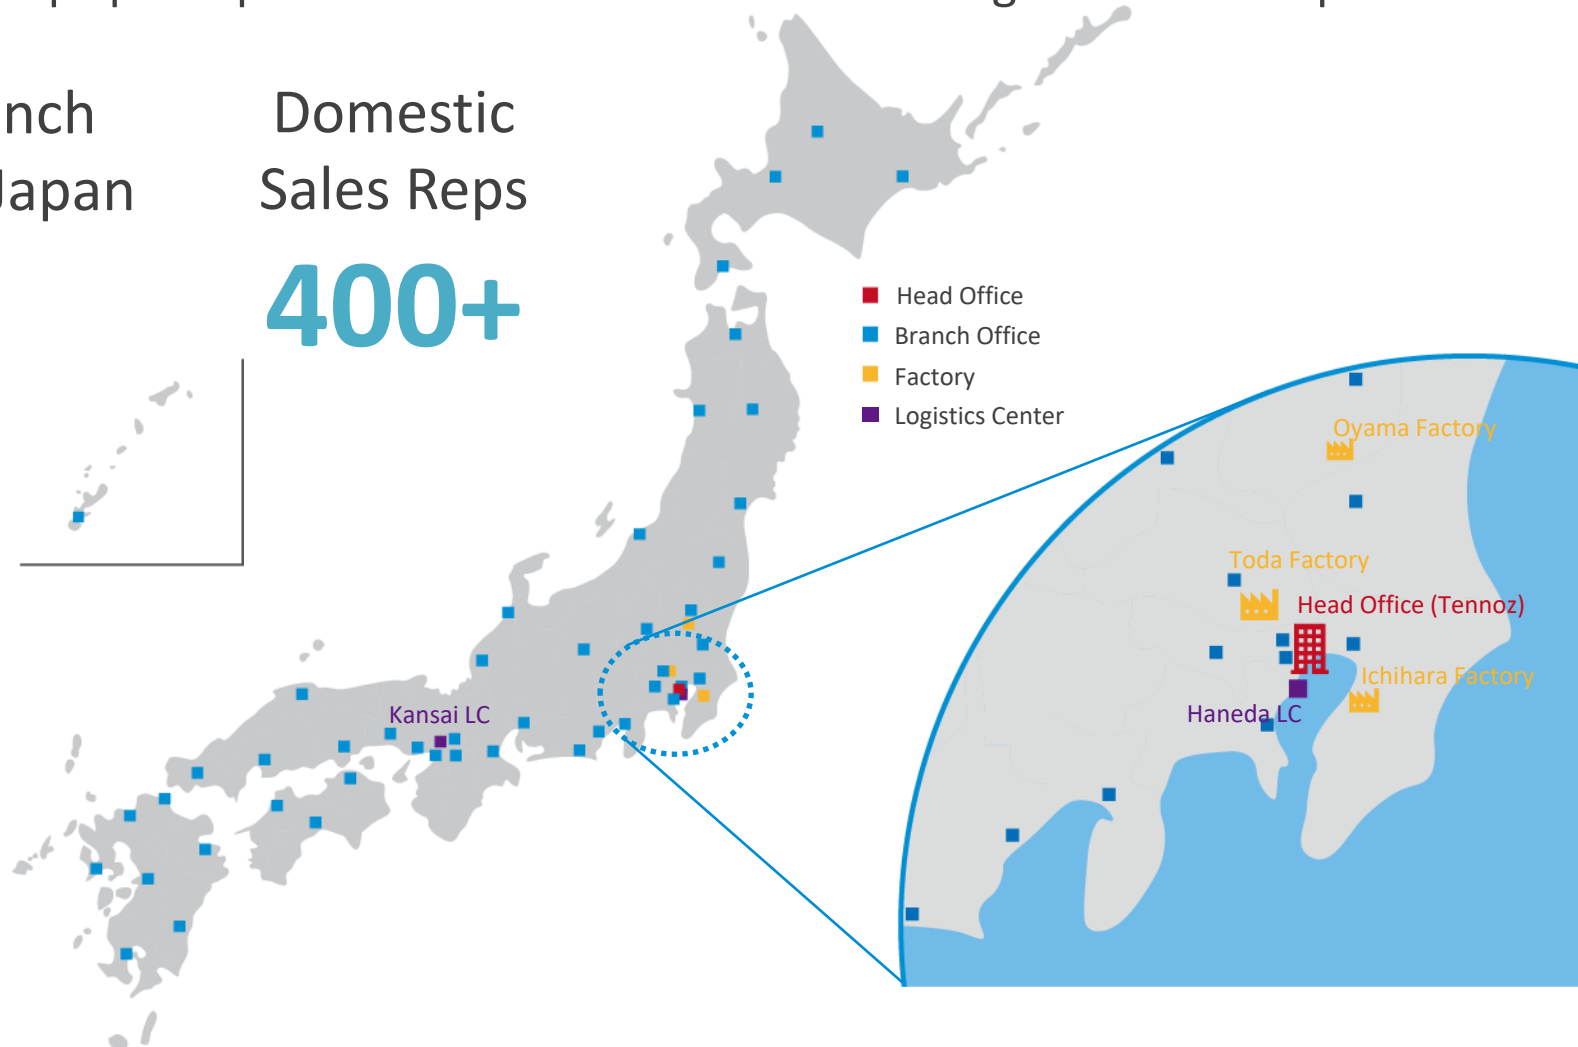 nch
Japan
Domestic
Sales Reps
400+
Head Office
Branch Office
Factory
Logistics Center
Oyama Factory
Toda Factory
Head Office (Tennoz)
Ichihara Factory
Haneda LC
Kansai LC